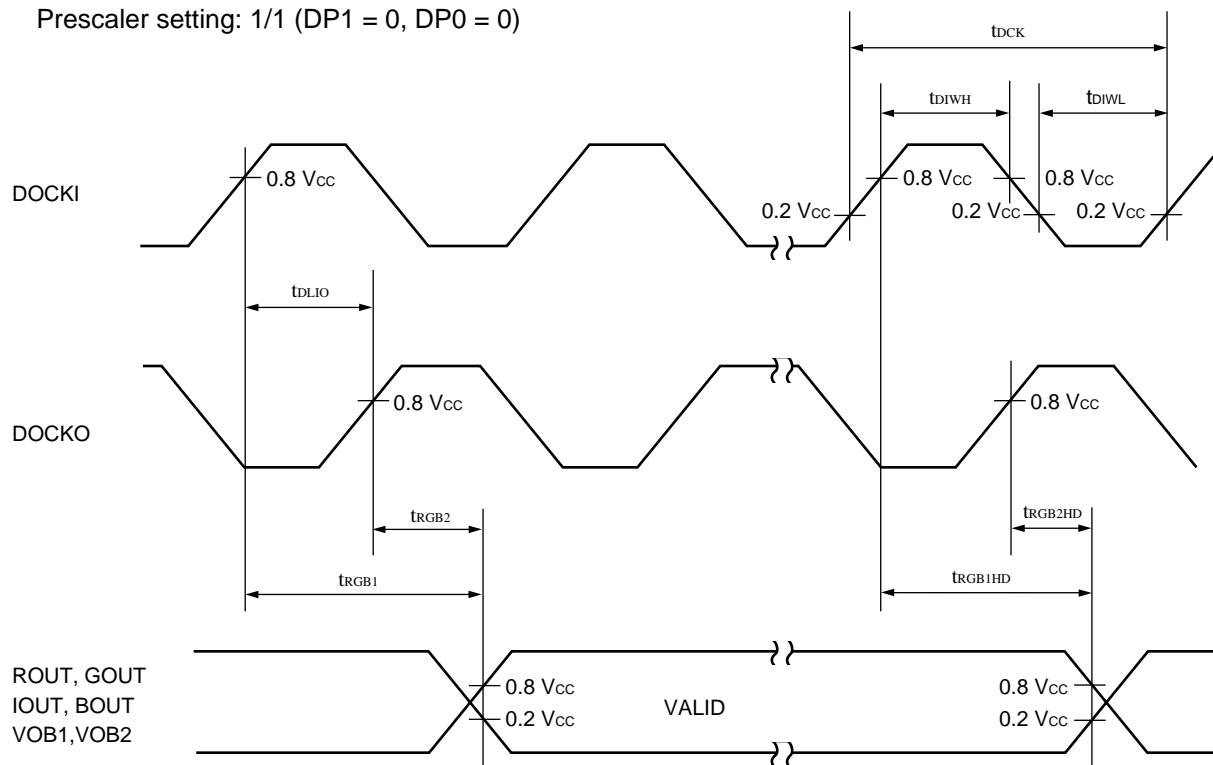 Prescaler setting: 1/1 (DP1 = 0, DP0 = 0)
tDCK
tDIWH
tDIWL
DOCKI
0.8 VCC
0.8 VCC
0.8 VCC
0.2 VCC
0.2 VCC
0.2 VCC
tDLIO
DOCKO
0.8 VCC
0.8 VCC
tRGB2
tRGB2HD
tRGB1
tRGB1HD
ROUT, GOUT
IOUT, BOUT
VOB1,VOB2
0.8 VCC
0.2 VCC
VALID
0.8 VCC
0.2 VCC